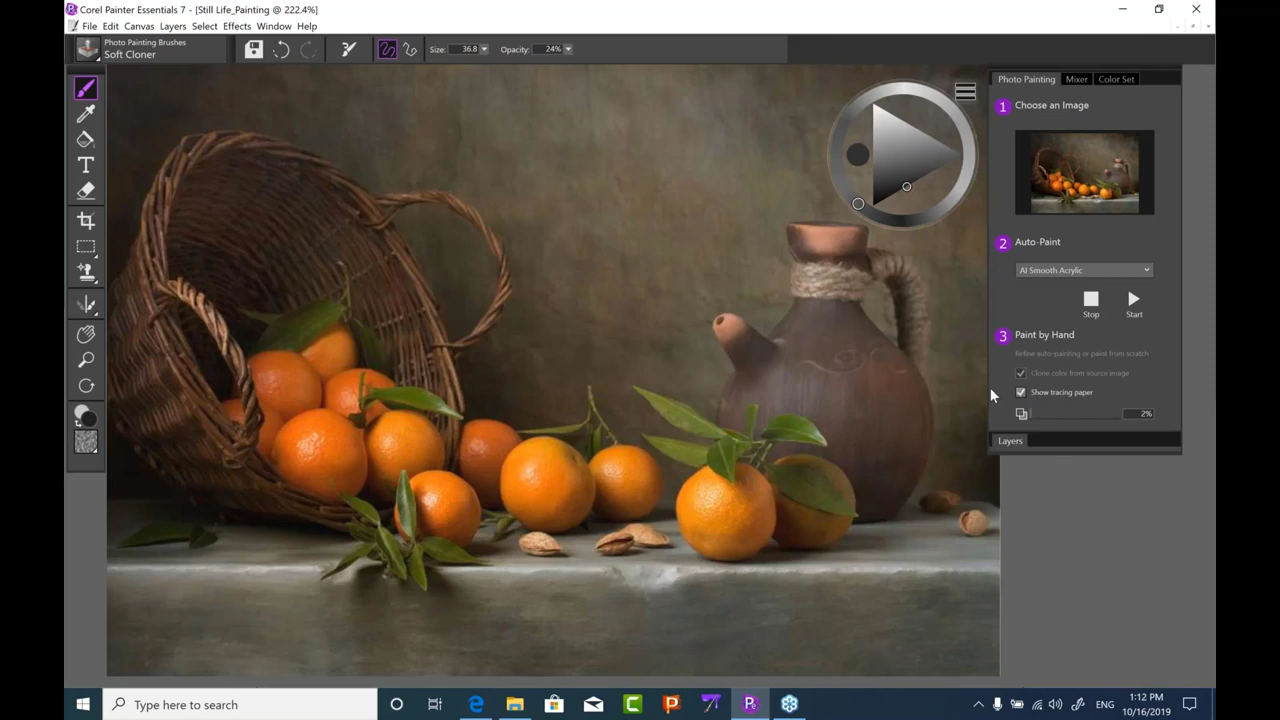 Corel Painter Essentials 7 - [Still Life_Painting @ 222.4%]
File Edit Canvas Layers Select Effects Window Help
Photo Painting Brushes
Soft Cloner
Size: 36.8 Opacity: 24%
Photo Painting Mixer Color Set
1 Choose an Image
2 Auto-Paint
AI Smooth Acrylic
Stop Start
3 Paint by Hand
Refine auto-painting or paint from scratch
Clone color from source image
Show tracing paper
2%
Layers
Type here to search
ENG
1:12 PM
10/16/2019